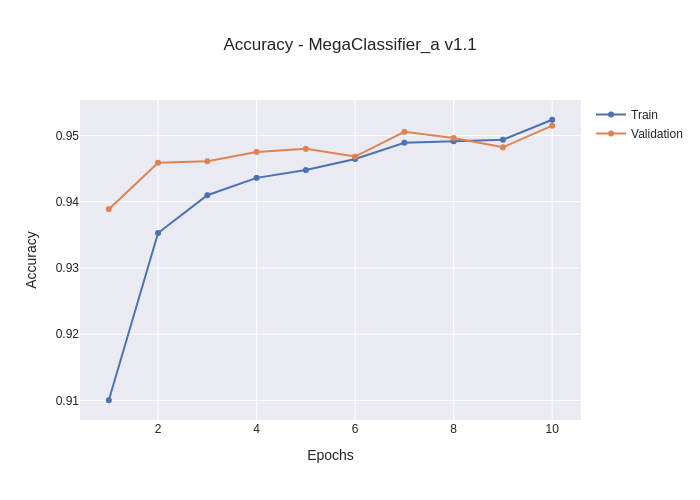 Accuracy - MegaClassifier_a v1.1
Train
Validation
0.95
0.94
0.93
0.92
0.91
Accuracy
2 4 6 8 10
Epochs